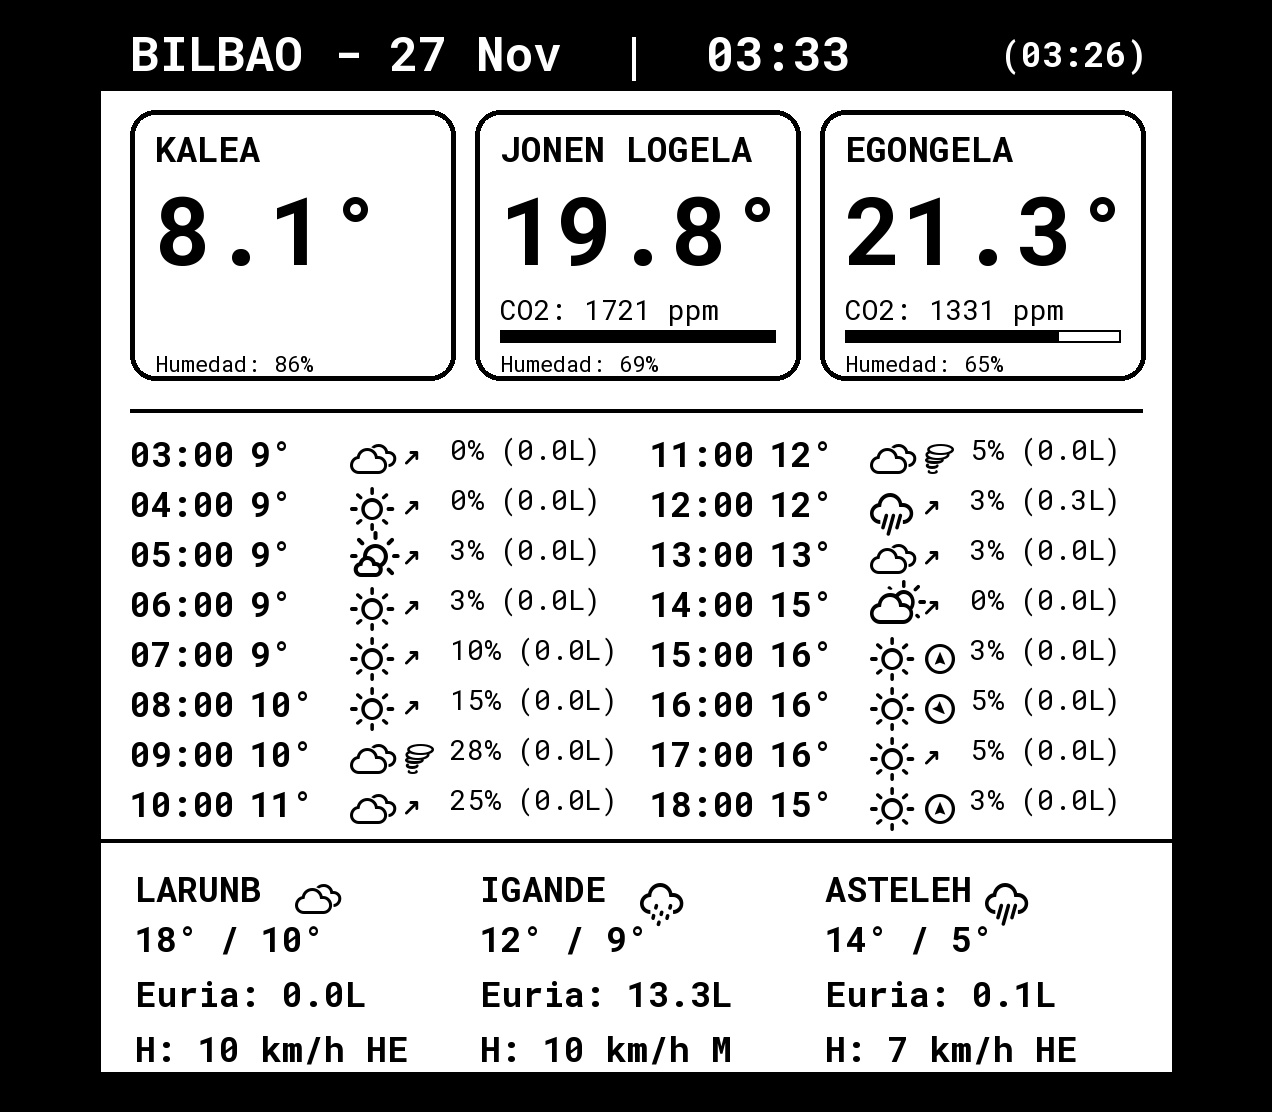 BILBAO - 27 Nov | 03:33 (03:26)
KALEA
8.1°
Humedad: 86%
JONEN LOGELA
19.8°
CO2: 1721 ppm
Humedad: 69%
EGONGELA
21.3°
CO2: 1331 ppm
Humedad: 65%
03:00 9° 0% (0.0L)
04:00 9° 0% (0.0L)
05:00 9° 3% (0.0L)
06:00 9° 3% (0.0L)
07:00 9° 10% (0.0L)
08:00 10° 15% (0.0L)
09:00 10° 28% (0.0L)
10:00 11° 25% (0.0L)
11:00 12° 5% (0.0L)
12:00 12° 3% (0.3L)
13:00 13° 3% (0.0L)
14:00 15° 0% (0.0L)
15:00 16° 3% (0.0L)
16:00 16° 5% (0.0L)
17:00 16° 5% (0.0L)
18:00 15° 3% (0.0L)
LARUNB
18° / 10°
Euria: 0.0L
H: 10 km/h HE
IGANDE
12° / 9°
Euria: 13.3L
H: 10 km/h M
ASTELEH
14° / 5°
Euria: 0.1L
H: 7 km/h HE